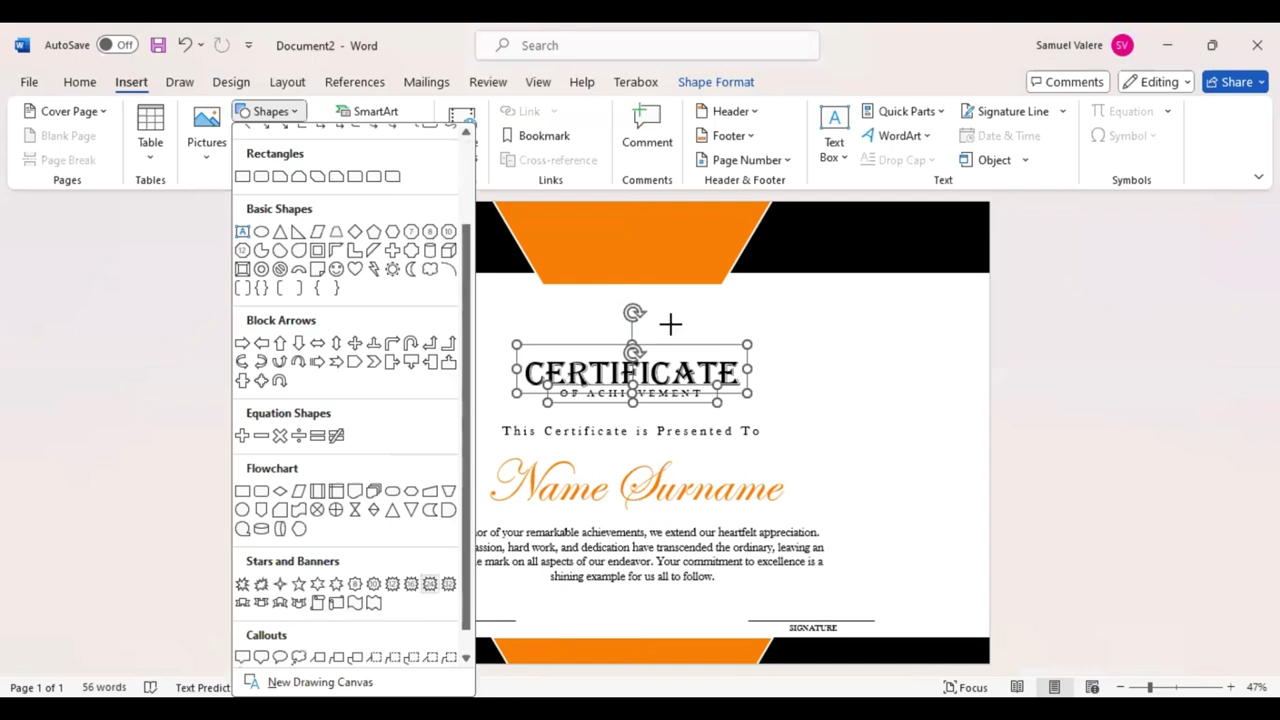 AutoSave Off Document2 - Word Search Samuel Valere SV
File Home Insert Draw Design Layout References Mailings Review View Help Terabox Shape Format Comments Editing Share
Cover Page
Blank Page
Page Break
Pages
Table
Tables
Pictures
Shapes
SmartArt
Link
Bookmark
Cross-reference
Links
Comment
Comments
Header
Footer
Page Number
Header & Footer
Text
Box
Quick Parts
WordArt
Drop Cap
Signature Line
Date & Time
Object
Text
Equation
Symbol
Symbols
Rectangles
Basic Shapes
Block Arrows
Equation Shapes
Flowchart
Stars and Banners
Callouts
New Drawing Canvas
CERTIFICATE
OF ACHIEVEMENT
This Certificate is Presented To
Name Surname
of your remarkable achievements, we extend our heartfelt appreciation.
hard work, and dedication have transcended the ordinary, leaving an
mark on all aspects of our endeavor. Your commitment to excellence is a
shining example for us all to follow.
SIGNATURE
Page 1 of 1 56 words Text Predict Focus 47%